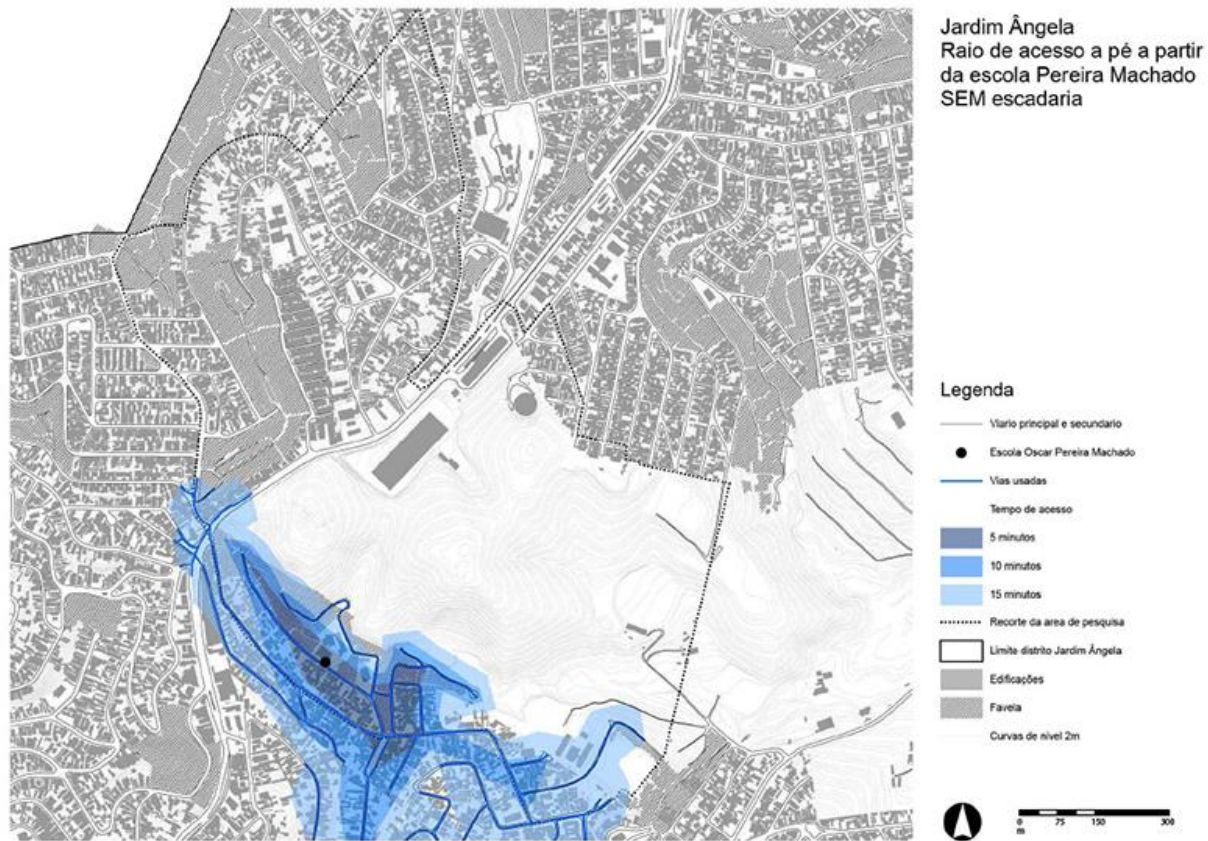 Jardim Ângela
Raio de acesso a pé a partir
da escola Pereira Machado
SEM escadaria
Legenda
Viario principal e secundario
Escola Oscar Pereira Machado
Vias usadas
Tempo de acesso
5 minutos
10 minutos
15 minutos
Recorte da area de pesquisa
Limite distrito Jardim Ângela
Edificações
Favela
Curvas de nivel 2m
0 75 150 300
m